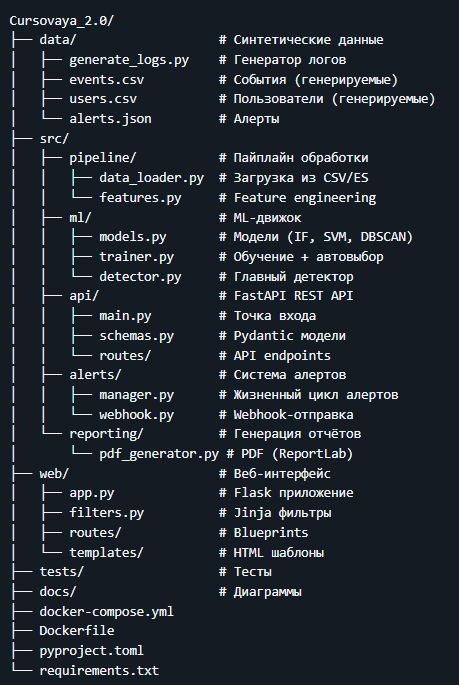 Cursovaya_2.0/
├── data/                    # Синтетические данные
│   ├── generate_logs.py    # Генератор логов
│   ├── events.csv          # События (генерируемые)
│   ├── users.csv           # Пользователи (генерируемые)
│   └── alerts.json         # Алерты
├── src/
│   ├── pipeline/           # Пайплайн обработки
│   │   ├── data_loader.py  # Загрузка из CSV/ES
│   │   └── features.py     # Feature engineering
│   ├── ml/                 # ML-движок
│   │   ├── models.py       # Модели (IF, SVM, DBSCAN)
│   │   ├── trainer.py      # Обучение + автовыбор
│   │   └── detector.py     # Главный детектор
│   ├── api/                # FastAPI REST API
│   │   ├── main.py         # Точка входа
│   │   ├── schemas.py      # Pydantic модели
│   │   └── routes/         # API endpoints
│   ├── alerts/             # Система алертов
│   │   ├── manager.py      # Жизненный цикл алертов
│   │   └── webhook.py      # Webhook-отправка
│   └── reporting/          # Генерация отчётов
│       └── pdf_generator.py # PDF (ReportLab)
├── web/                    # Веб-интерфейс
│   ├── app.py              # Flask приложение
│   ├── filters.py          # Jinja фильтры
│   ├── routes/             # Blueprints
│   └── templates/          # HTML шаблоны
├── tests/                  # Тесты
├── docs/                   # Диаграммы
├── docker-compose.yml
├── Dockerfile
├── pyproject.toml
└── requirements.txt